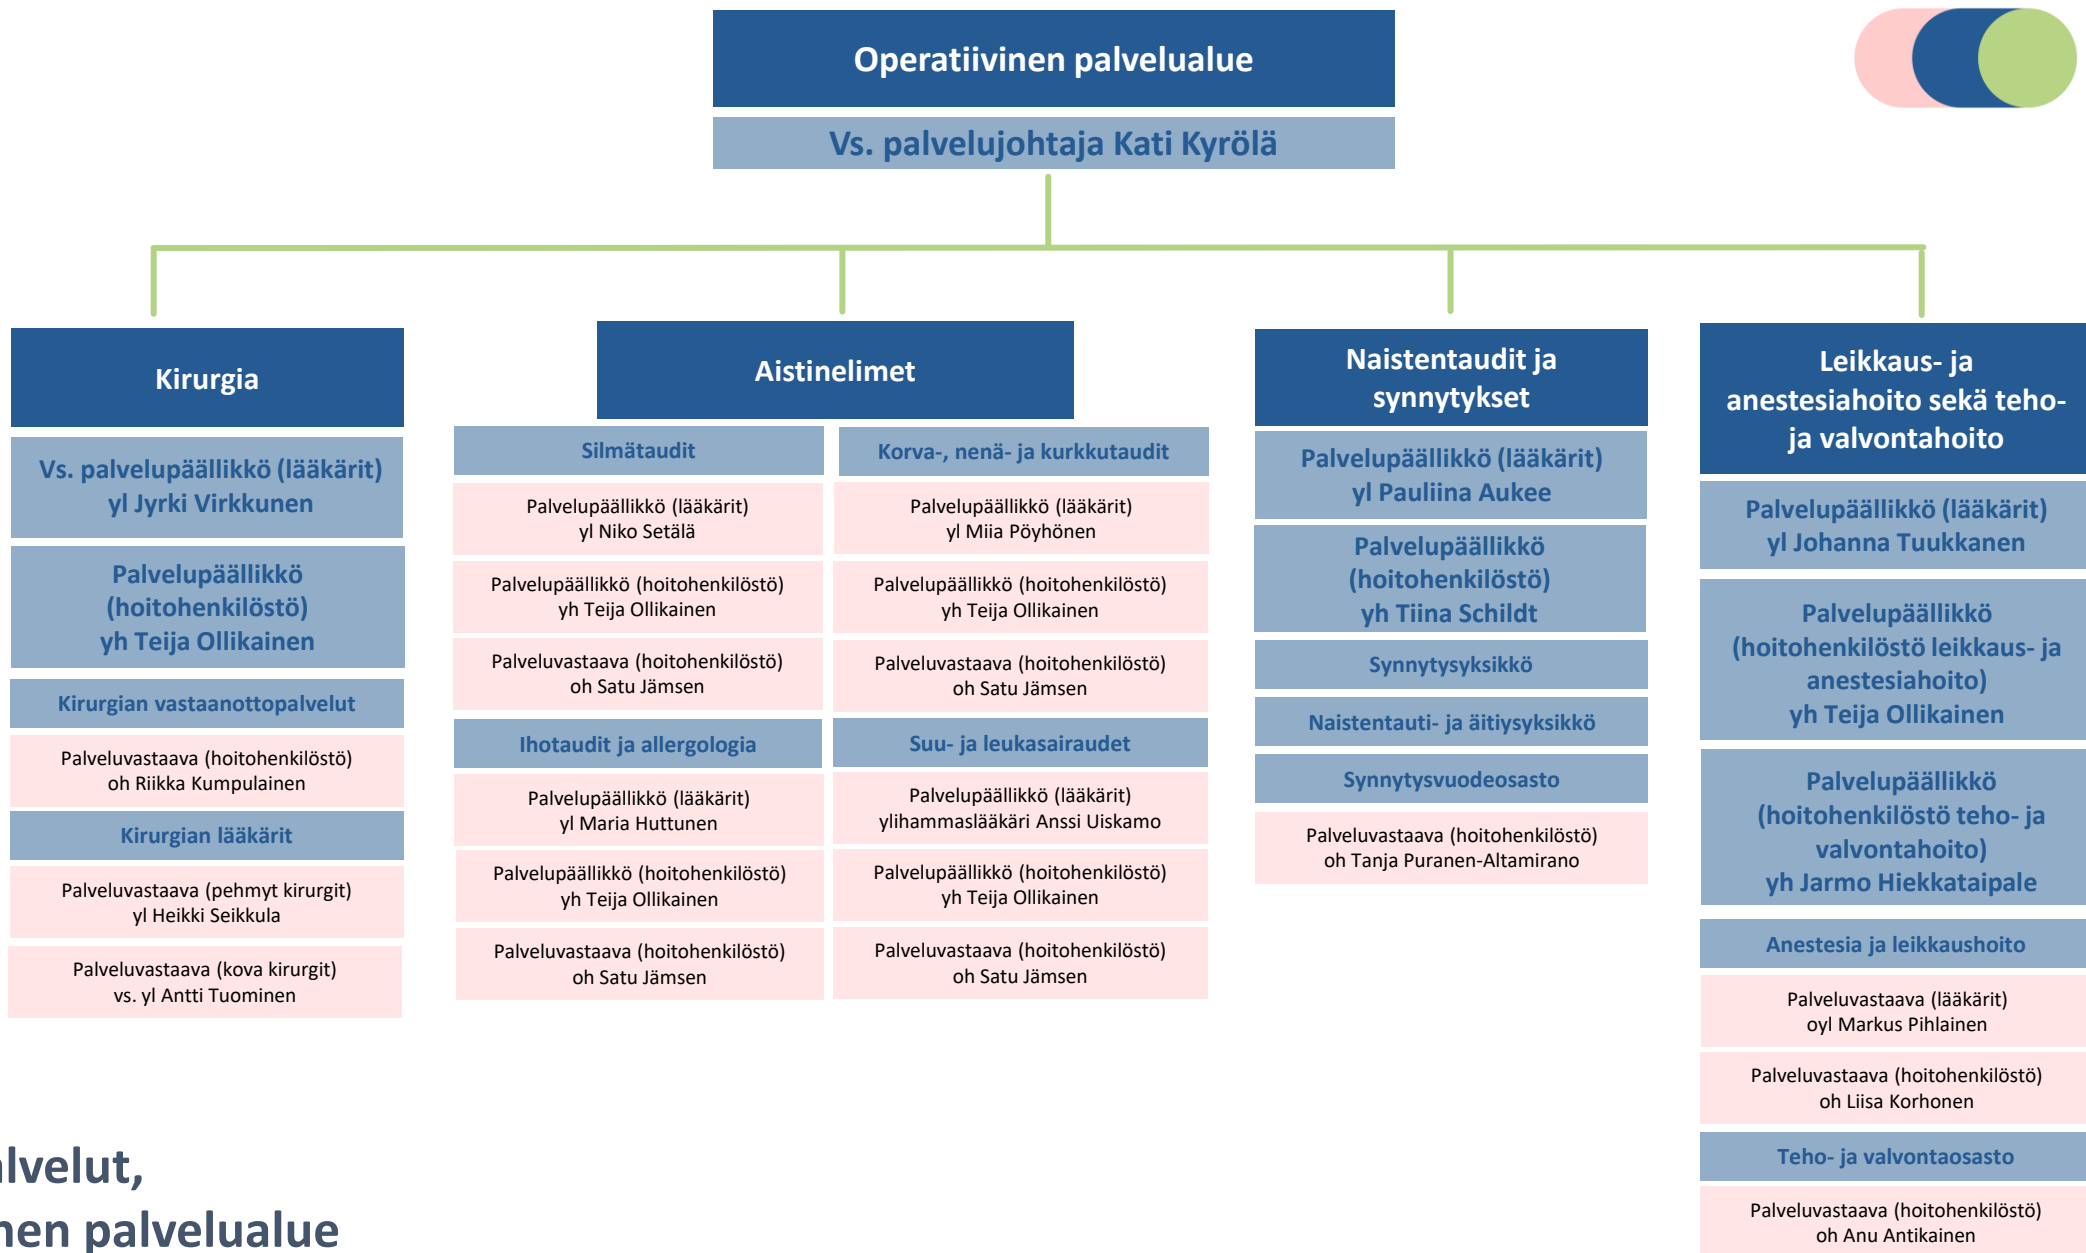 Operatiivinen palvelualue
Vs. palvelujohtaja Kati Kyrölä
Kirurgia
Vs. palvelupäällikkö (lääkärit)
yl Jyrki Virkkunen
Palvelupäällikkö
(hoitohenkilöstö)
yh Teija Ollikainen
Kirurgian vastaanottopalvelut
Palveluvastaava (hoitohenkilöstö)
oh Riikka Kumpulainen
Kirurgian lääkärit
Palveluvastaava (pehmyt kirurgit)
yl Heikki Seikkula
Palveluvastaava (kova kirurgit)
vs. yl Antti Tuominen
Aistinelimet
Silmätaudit
Palvelupäällikkö (lääkärit)
yl Niko Setälä
Palvelupäällikkö (hoitohenkilöstö)
yh Teija Ollikainen
Palveluvastaava (hoitohenkilöstö)
oh Satu Jämsen
Ihotaudit ja allergologia
Palvelupäällikkö (lääkärit)
yl Maria Huttunen
Palvelupäällikkö (hoitohenkilöstö)
yh Teija Ollikainen
Palveluvastaava (hoitohenkilöstö)
oh Satu Jämsen
Korva-, nenä- ja kurkkutaudit
Palvelupäällikkö (lääkärit)
yl Miia Pöyhönen
Palvelupäällikkö (hoitohenkilöstö)
yh Teija Ollikainen
Palveluvastaava (hoitohenkilöstö)
oh Satu Jämsen
Suu- ja leukasairaudet
Palvelupäällikkö (lääkärit)
ylihammaslääkäri Anssi Uiskamo
Palvelupäällikkö (hoitohenkilöstö)
yh Teija Ollikainen
Palveluvastaava (hoitohenkilöstö)
oh Satu Jämsen
Naistentaudit ja
synnytykset
Palvelupäällikkö (lääkärit)
yl Pauliina Aukee
Palvelupäällikkö
(hoitohenkilöstö)
yh Tiina Schildt
Synnytysyksikkö
Naistentauti- ja äitiysyksikkö
Synnytysvuodeosasto
Palveluvastaava (hoitohenkilöstö)
oh Tanja Puranen-Altamirano
Leikkaus- ja
anestesiahoito sekä teho-
ja valvontahoito
Palvelupäällikkö (lääkärit)
yl Johanna Tuukkanen
Palvelupäällikkö
(hoitohenkilöstö leikkaus- ja
anestesiahoito)
yh Teija Ollikainen
Palvelupäällikkö
(hoitohenkilöstö teho- ja
valvontahoito)
yh Jarmo Hiekkataipale
Anestesia ja leikkaushoito
Palveluvastaava (lääkärit)
oyl Markus Pihlainen
Palveluvastaava (hoitohenkilöstö)
oh Liisa Korhonen
Teho- ja valvontaosasto
Palveluvastaava (hoitohenkilöstö)
oh Anu Antikainen
alvelut,
nen palvelualue